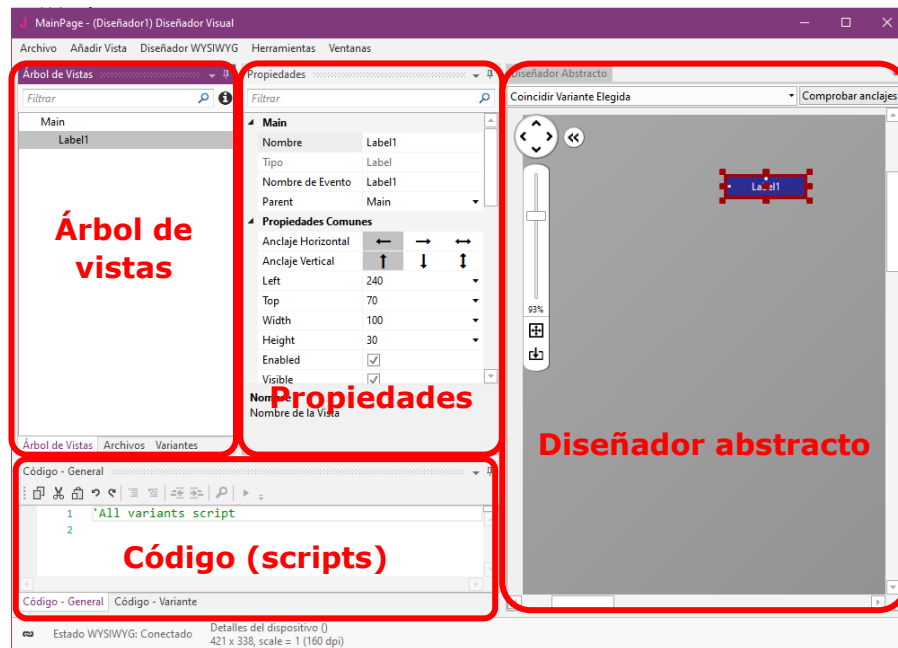 MainPage - (Diseñador1) Diseñador Visual
Archivo Añadir Vista Diseñador WYSIWYG Herramientas Ventanas
Árbol de Vistas
Filtrar
Main
Label1
Árbol de vistas
Árbol de Vistas Archivos Variantes
Propiedades
Filtrar
Main
Nombre Label1
Tipo Label
Nombre de Evento Label1
Parent Main
Propiedades Comunes
Anclaje Horizontal
Anclaje Vertical
Left 240
Top 70
Width 100
Height 30
Enabled
Visible
Propiedades
Nombre
Nombre de la Vista
Diseñador Abstracto
Coincidir Variante Elegida Comprobar anclajes
Label1
93%
Diseñador abstracto
Código - General
1 'All variants script
2
Código (scripts)
Código - General Código - Variante
Estado WYSIWYG: Conectado
Detalles del dispositivo ()
421 x 338, scale = 1 (160 dpi)